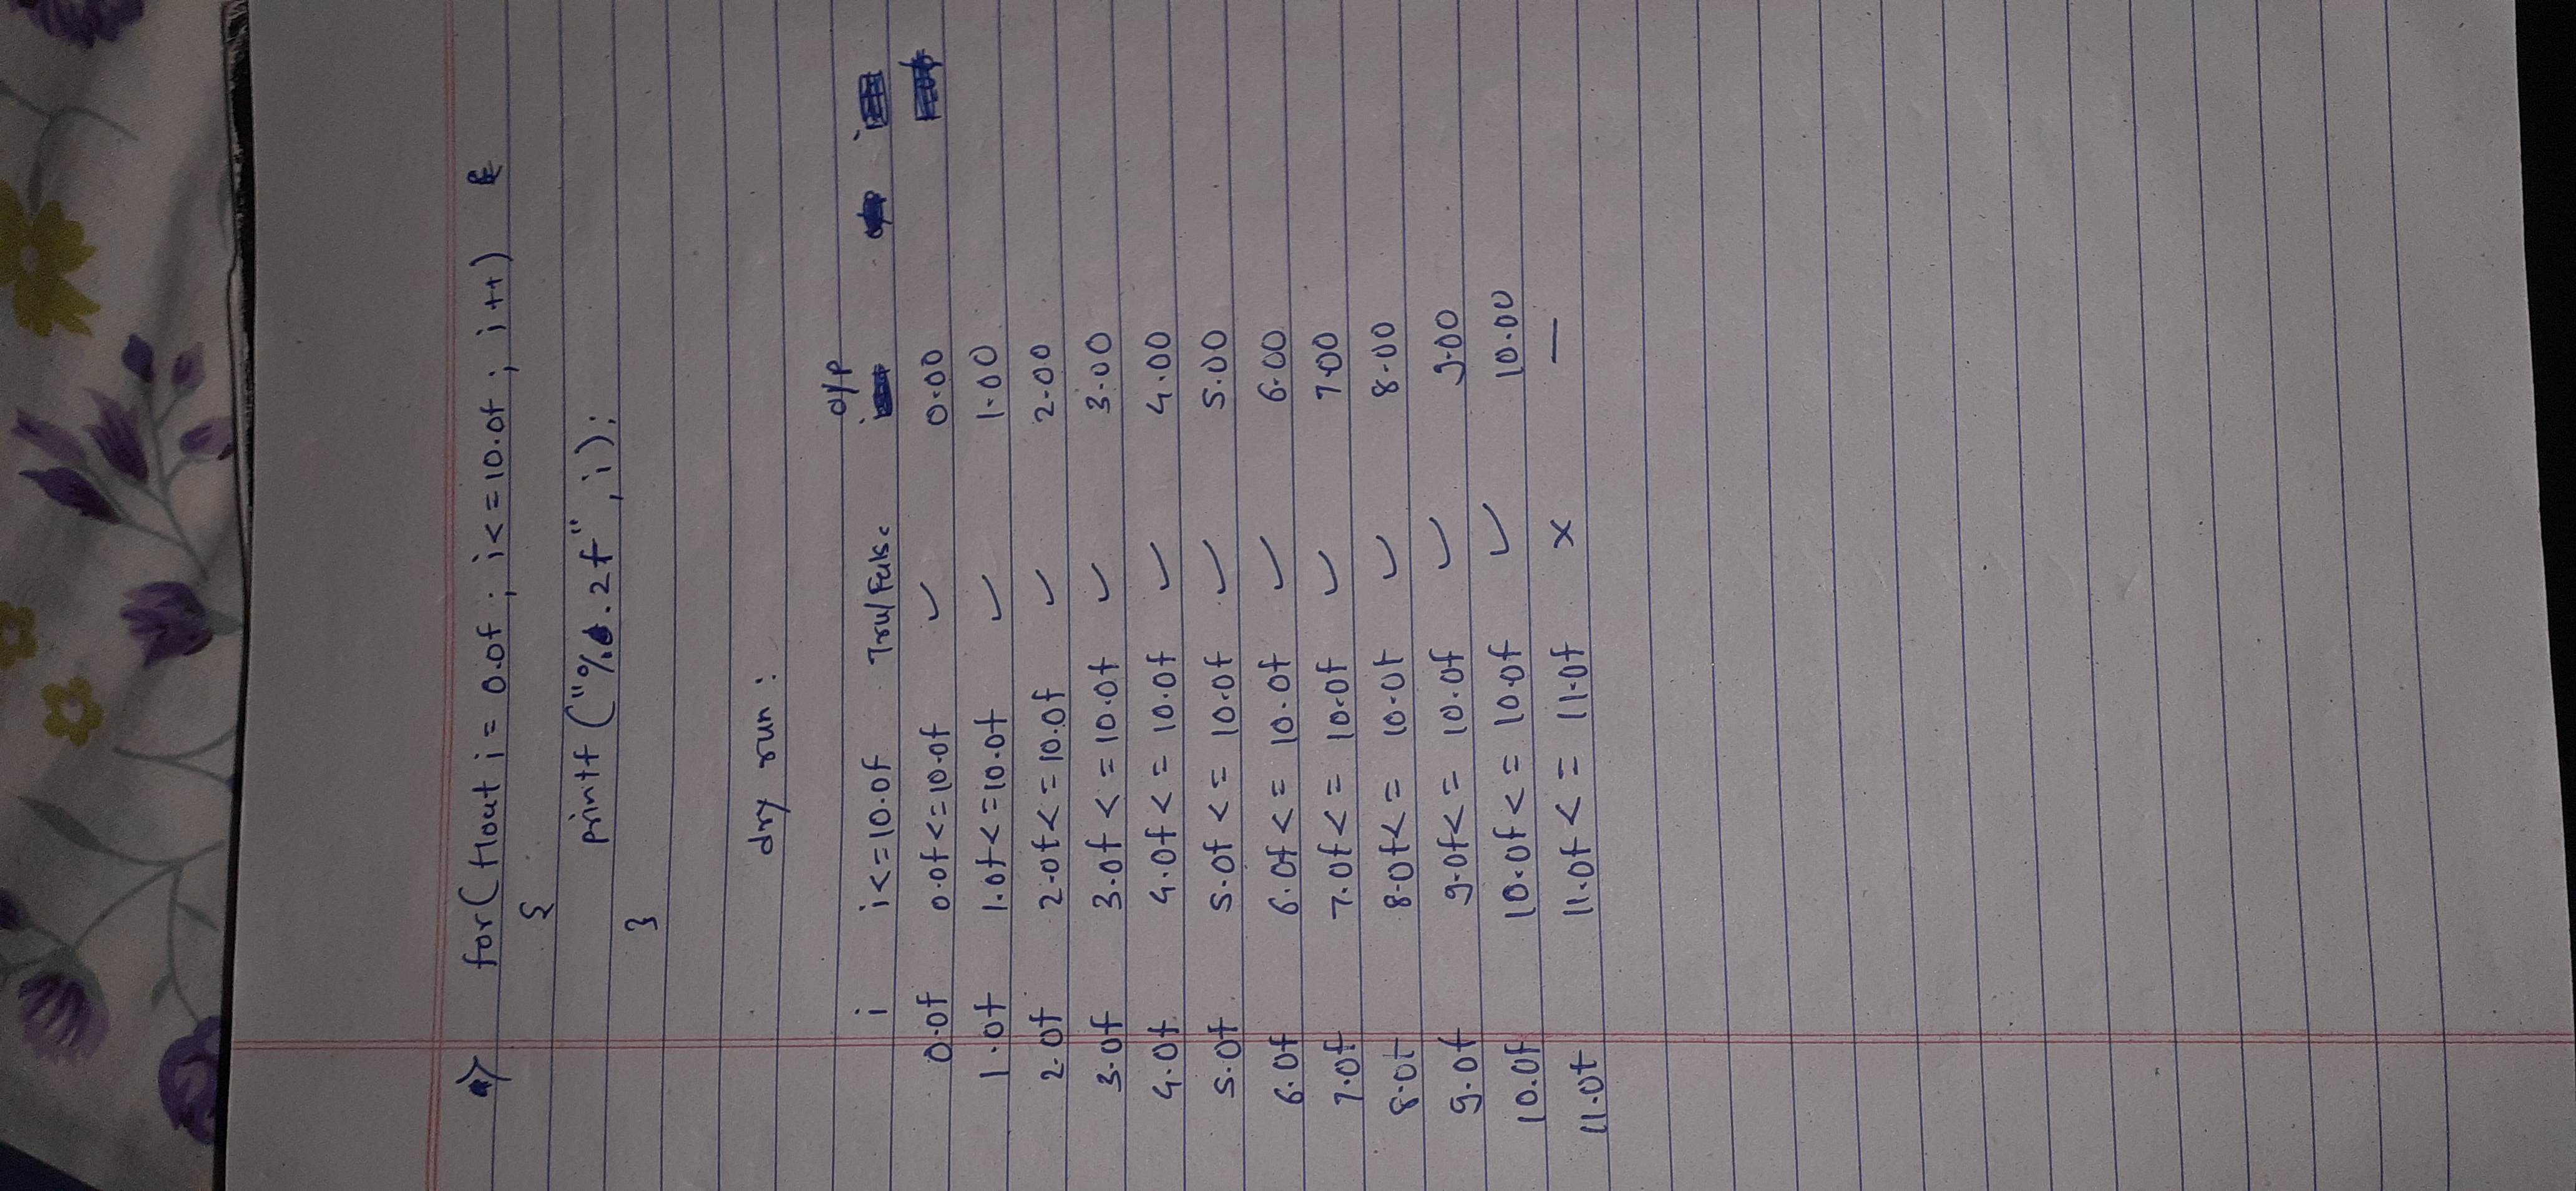 for( float i = 0.0f ; i<=10.0f ; i++)
{
printf ("%.2f" , i);
}
dry run :
o/p
i i<=10.0f Tru/False
0.0f 0.0f<=10.0f ✓ 0.00
1.0f 1.0f<=10.0f ✓ 1.00
2.0f 2.0f<=10.0f ✓ 2.00
3.0f 3.0f<=10.0f ✓ 3.00
4.0f 4.0f<=10.0f ✓ 4.00
5.0f 5.0f<=10.0f ✓ 5.00
6.0f 6.0f<=10.0f ✓ 6.00
7.0f 7.0f<=10.0f ✓ 7.00
8.0f 8.0f<=10.0f ✓ 8.00
9.0f 9.0f<=10.0f ✓ 9.00
10.0f 10.0f<=10.0f ✓ 10.00
11.0f 11.0f<=11.0f × —